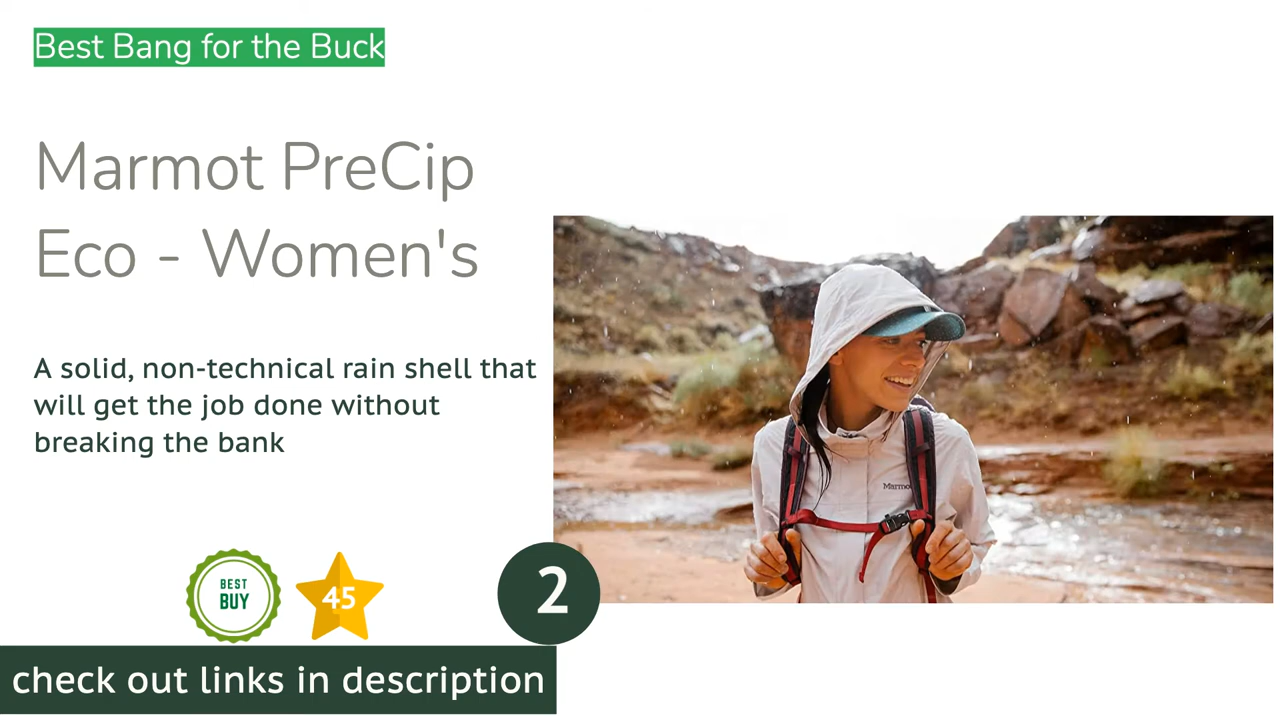 Best Bang for the Buck
Marmot PreCip
Eco - Women's
A solid, non-technical rain shell that
will get the job done without
breaking the bank
Marmot
BEST
BUY
45
2
check out links in description